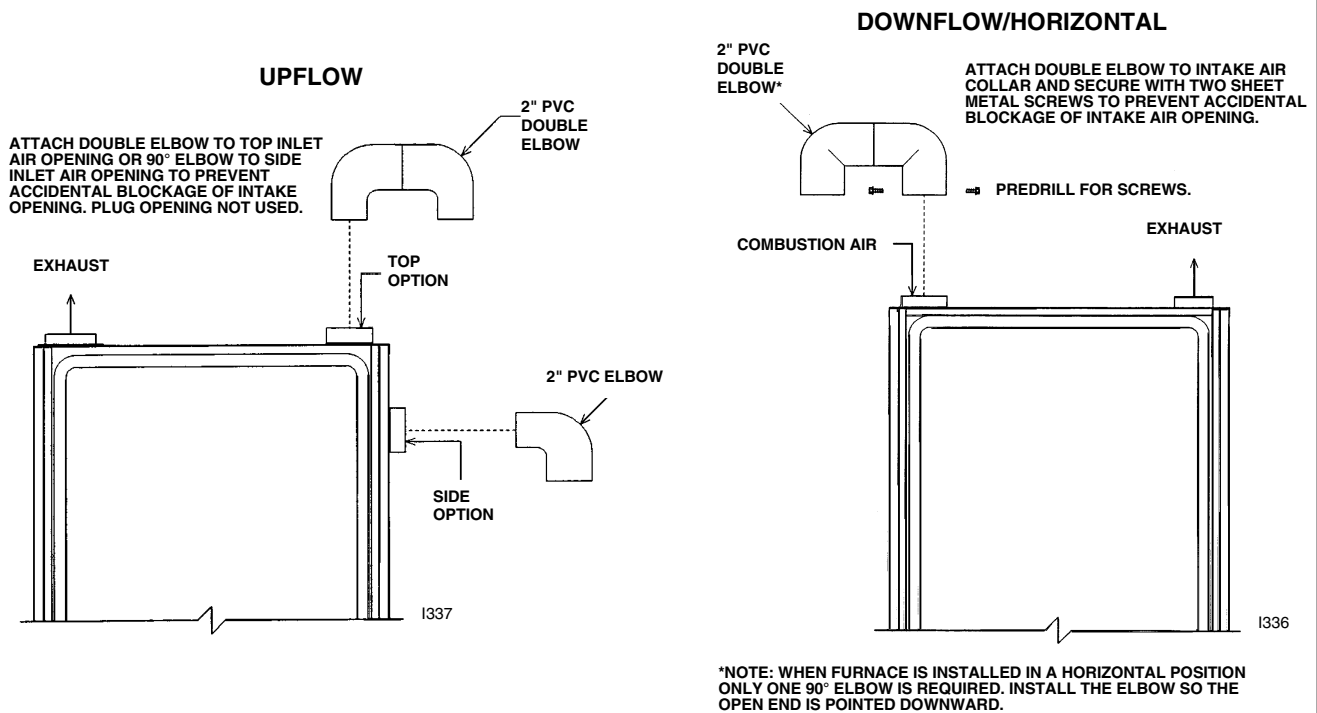 UPFLOW
2" PVC
DOUBLE
ELBOW
ATTACH DOUBLE ELBOW TO TOP INLET
AIR OPENING OR 90° ELBOW TO SIDE
INLET AIR OPENING TO PREVENT
ACCIDENTAL BLOCKAGE OF INTAKE
OPENING. PLUG OPENING NOT USED.
EXHAUST
TOP
OPTION
2" PVC ELBOW
SIDE
OPTION
I337
DOWNFLOW/HORIZONTAL
2" PVC
DOUBLE
ELBOW*
ATTACH DOUBLE ELBOW TO INTAKE AIR
COLLAR AND SECURE WITH TWO SHEET
METAL SCREWS TO PREVENT ACCIDENTAL
BLOCKAGE OF INTAKE AIR OPENING.
PREDRILL FOR SCREWS.
COMBUSTION AIR
EXHAUST
I336
*NOTE: WHEN FURNACE IS INSTALLED IN A HORIZONTAL POSITION
ONLY ONE 90° ELBOW IS REQUIRED. INSTALL THE ELBOW SO THE
OPEN END IS POINTED DOWNWARD.